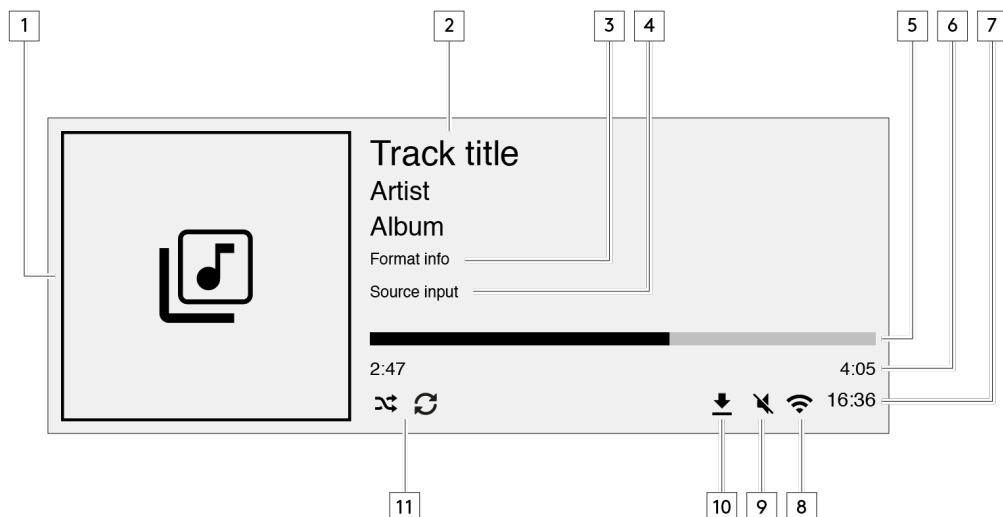 1 2 3 4 5 6 7
Track title
Artist
Album
Format info
Source input
2:47 4:05
16:36
11 10 9 8